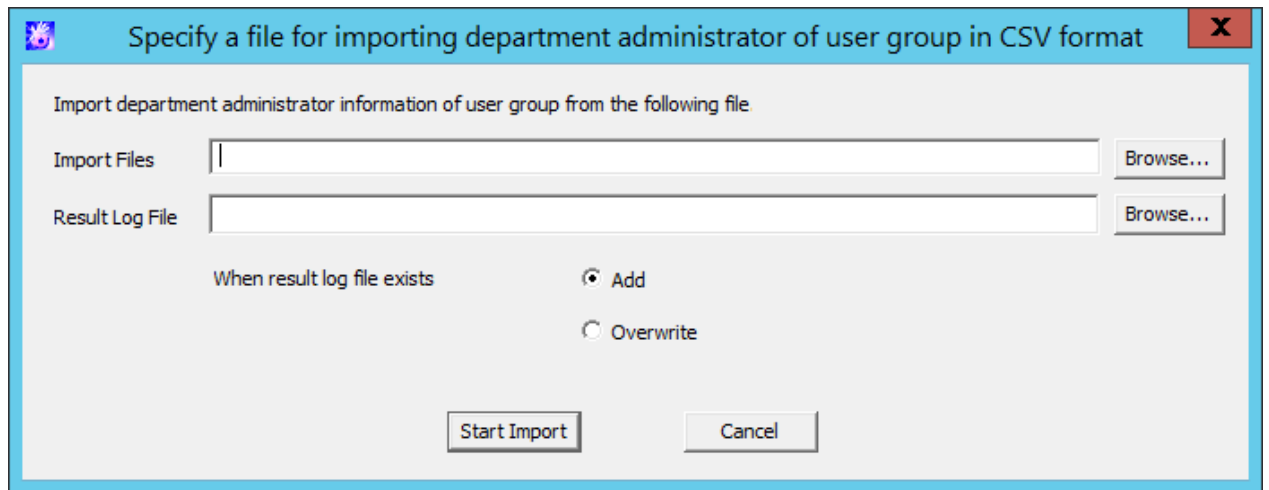 Specify a file for importing department administrator of user group in CSV format
X
Import department administrator information of user group from the following file.
Import Files
Browse...
Result Log File
Browse...
When result log file exists
Add
Overwrite
Start Import
Cancel